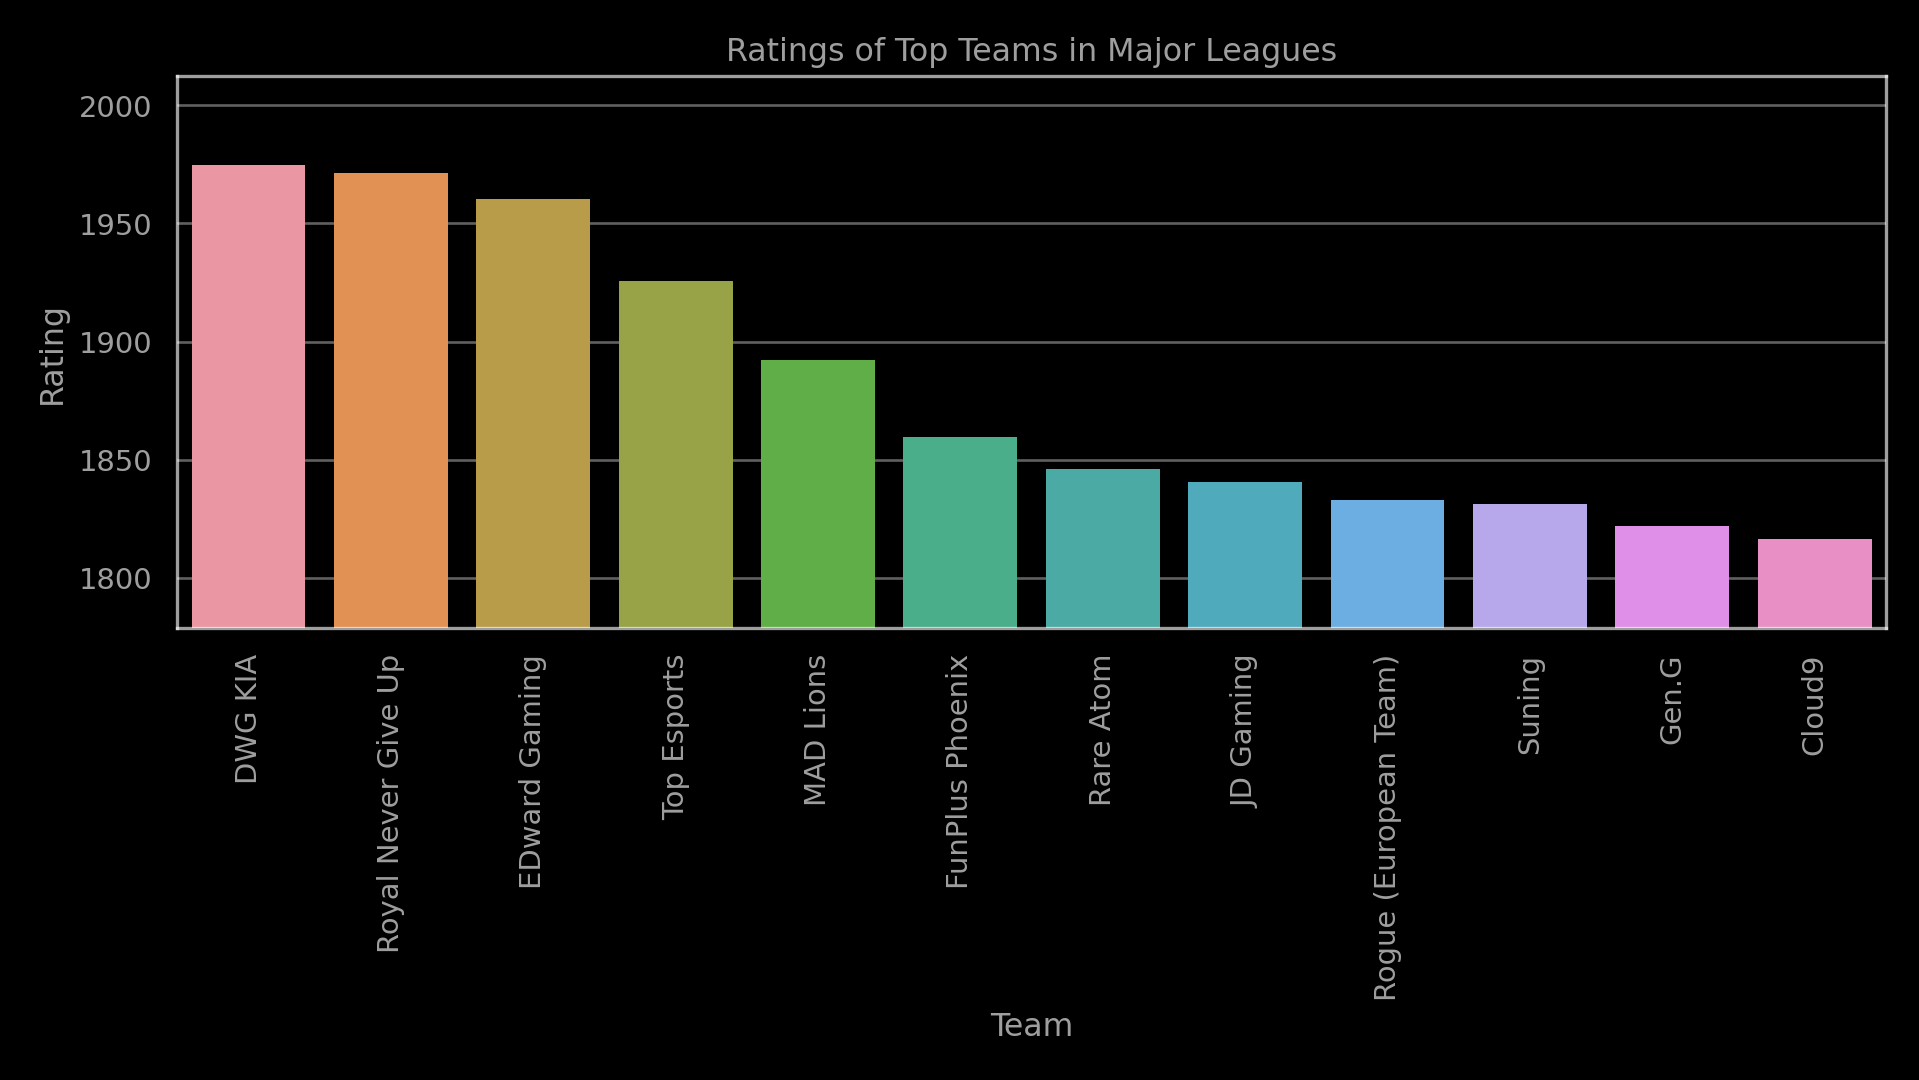 Ratings of Top Teams in Major Leagues
Rating
2000
1950
1900
1850
1800
DWG KIA
Royal Never Give Up
EDward Gaming
Top Esports
MAD Lions
FunPlus Phoenix
Rare Atom
JD Gaming
Rogue (European Team)
Suning
Gen.G
Cloud9
Team